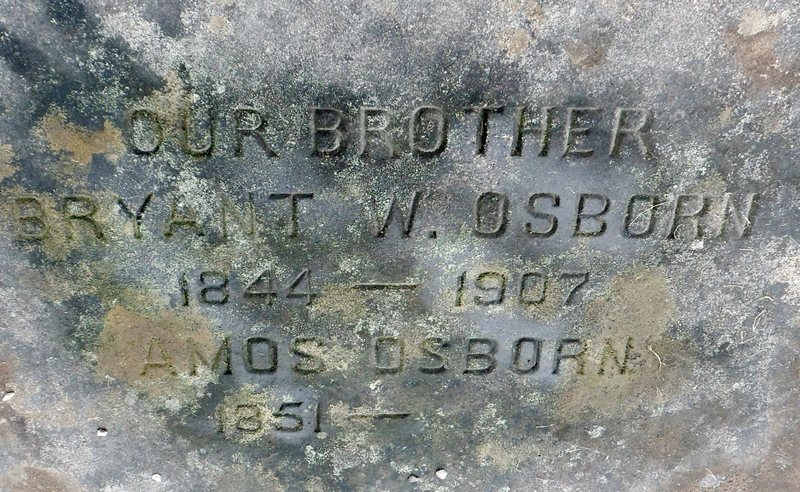 OUR BROTHER
BRYANT W. OSBORN
1844 — 1907
AMOS OSBORN
1851 —